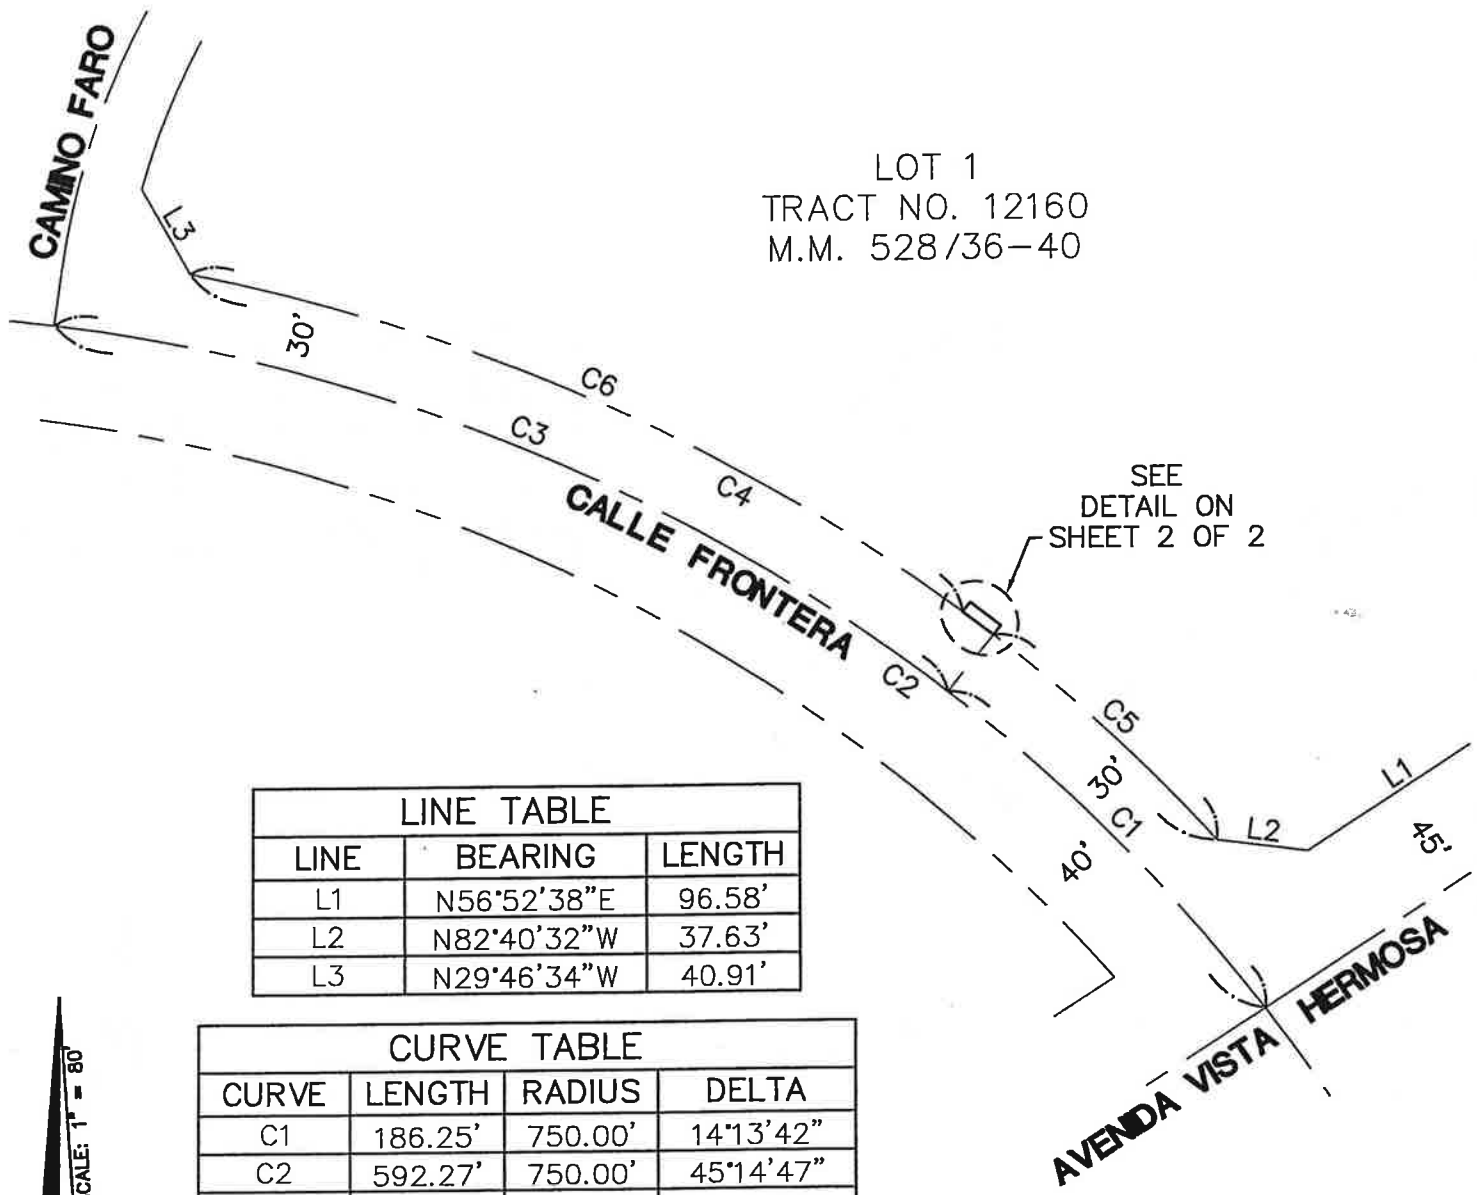 CAMINO FARO
LOT 1
TRACT NO. 12160
M.M. 528/36-40
L3
30'
C6
C3
C4
SEE
DETAIL ON
SHEET 2 OF 2
CALLE FRONTERA
C2
C5
30'
C1
40'
L2
L1
45'
AVENIDA VISTA HERMOSA
LINE TABLE
LINE BEARING LENGTH
L1 N56°52'38"E 96.58'
L2 N82°40'32"W 37.63'
L3 N29°46'34"W 40.91'
CURVE TABLE
CURVE LENGTH RADIUS DELTA
C1 186.25' 750.00' 14°13'42"
C2 592.27' 750.00' 45°14'47"
CALE: 1" = 80'